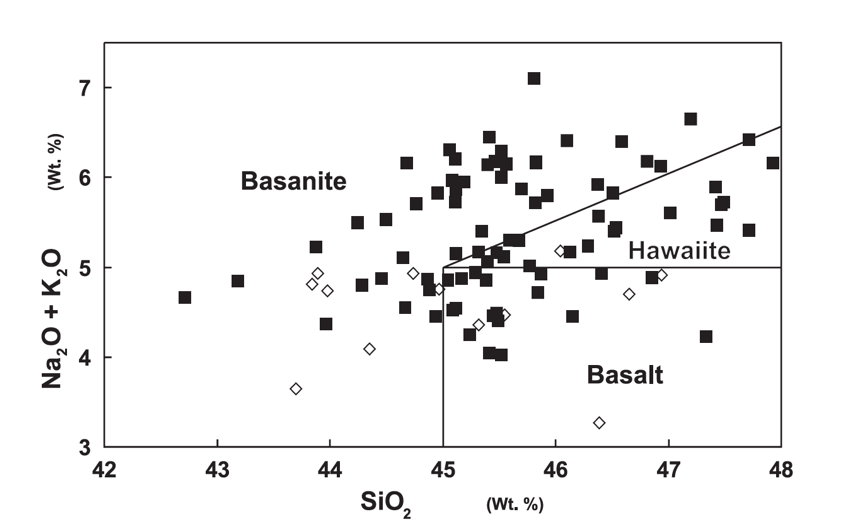 7
6
5
4
3
Na₂O + K₂O (Wt. %)
Basanite
Hawaiite
Basalt
42 43 44 45 46 47 48
SiO₂ (Wt. %)